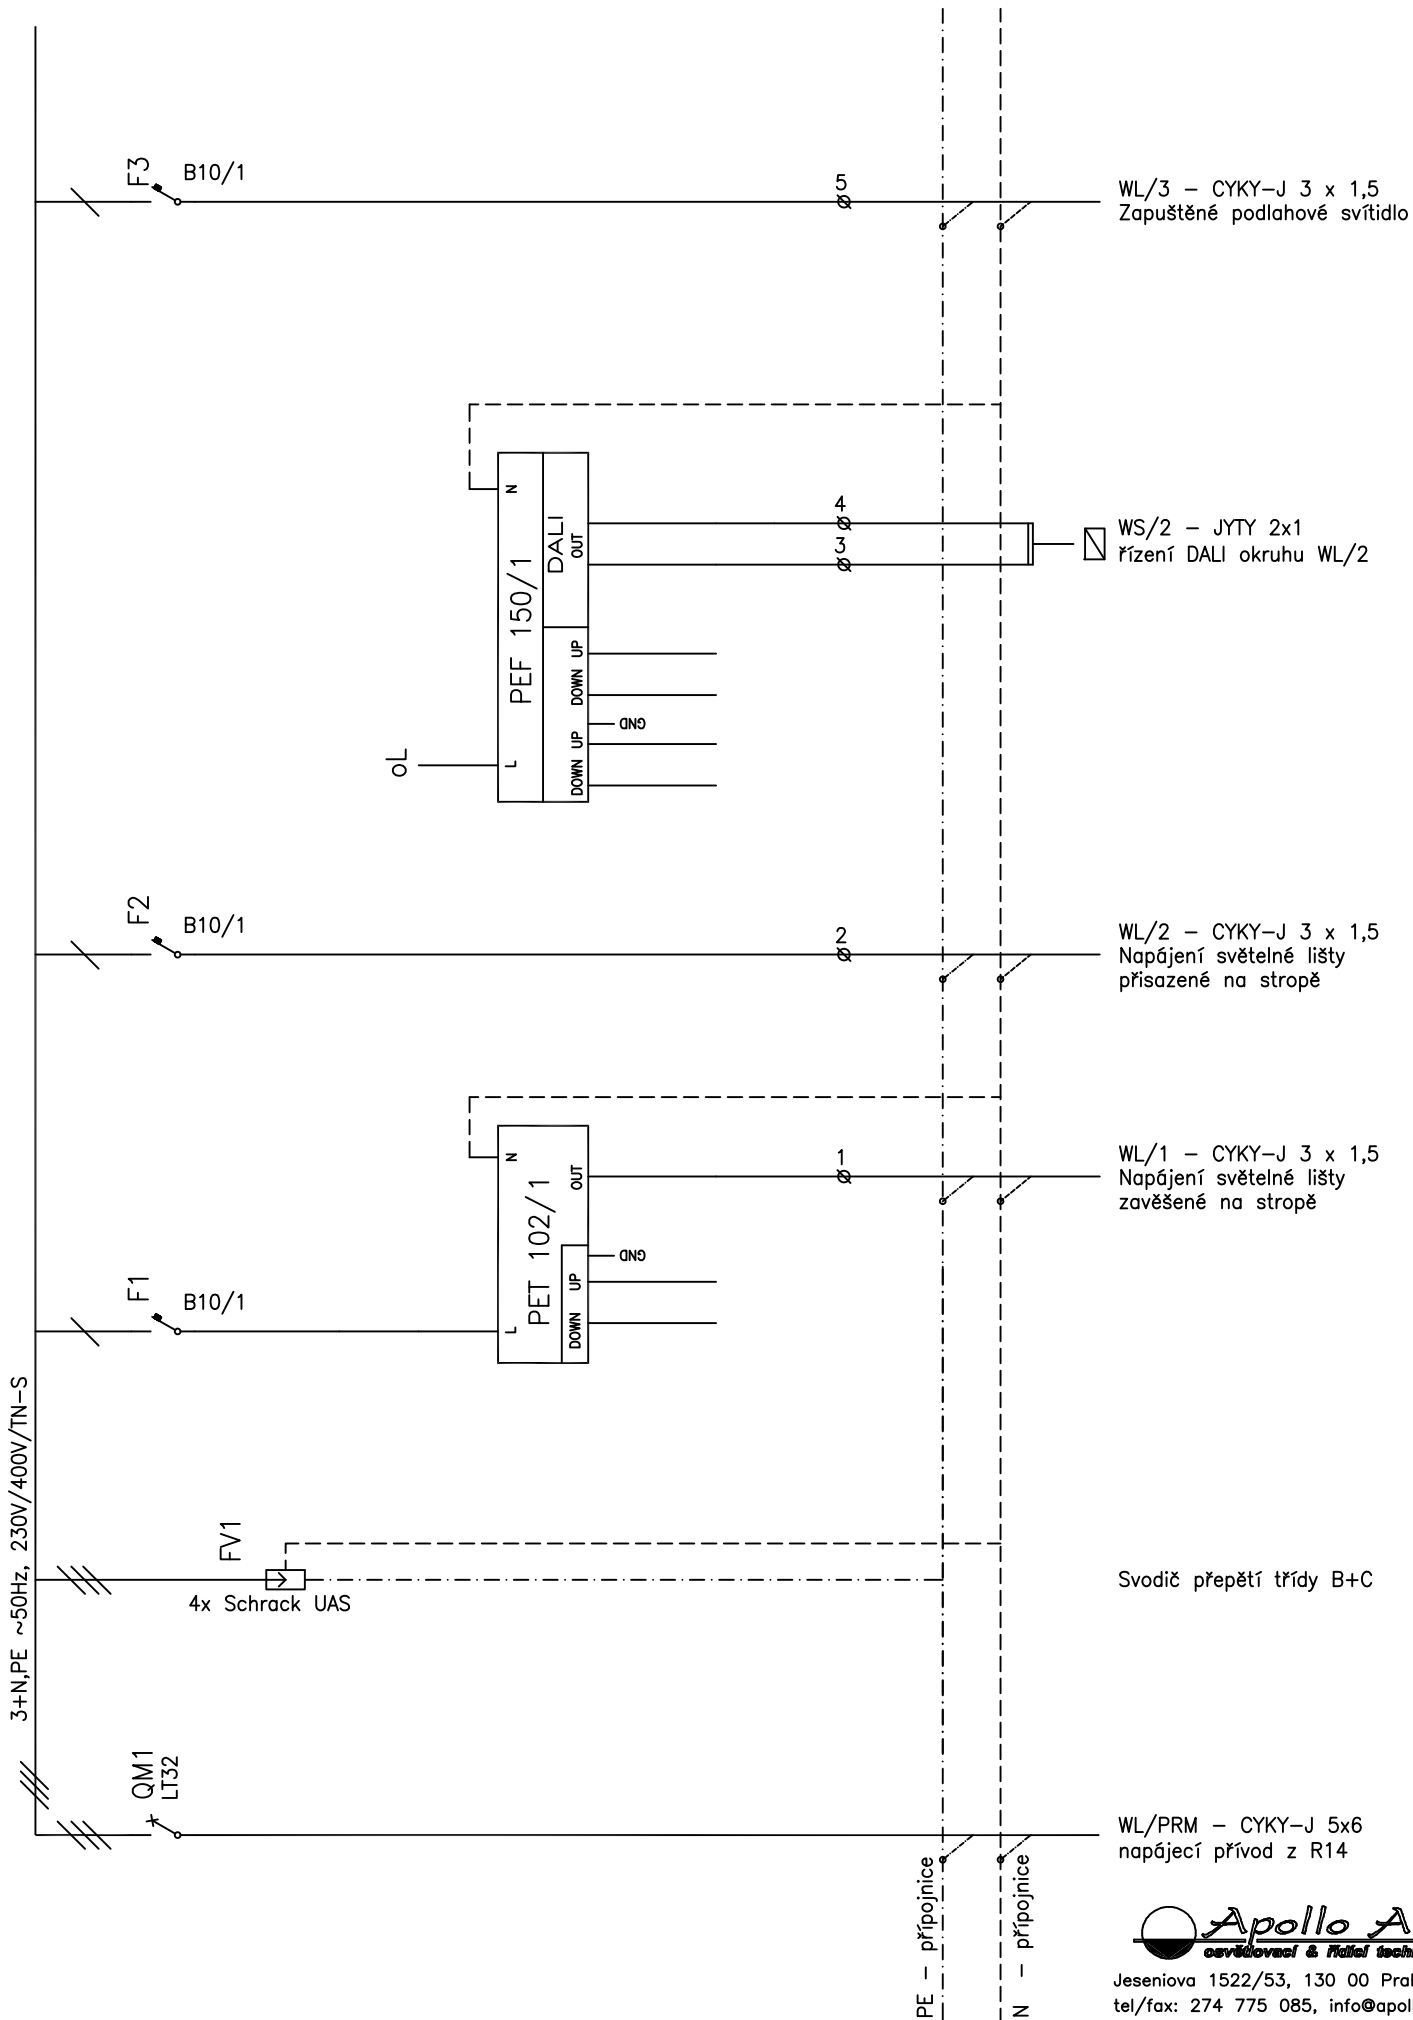 F3
B10/1
5
WL/3 – CYKY–J 3 x 1,5
Zapuštěné podlahové svítidlo
N
DALI
OUT
PEF 150/1
4
3
WS/2 – JYTY 2x1
řízení DALI okruhu WL/2
UP
DOWN
GND
UP
DOWN
L
oL
F2
B10/1
2
WL/2 – CYKY–J 3 x 1,5
Napájení světelné lišty
přisazené na stropě
N
OUT
PET 102/1
1
WL/1 – CYKY–J 3 x 1,5
Napájení světelné lišty
zavěšené na stropě
GND
UP
DOWN
L
F1
B10/1
3+N,PE ~50Hz, 230V/400V/TN–S
FV1
4x Schrack UAS
Svodič přepětí třídy B+C
QM1
LT32
WL/PRM – CYKY–J 5x6
napájecí přívod z R14
PE – přípojnice
N – přípojnice
Apollo A
osvětlovací & řídící
Jeseniova 1522/53, 130 00
tel/fax: 274 775 085,